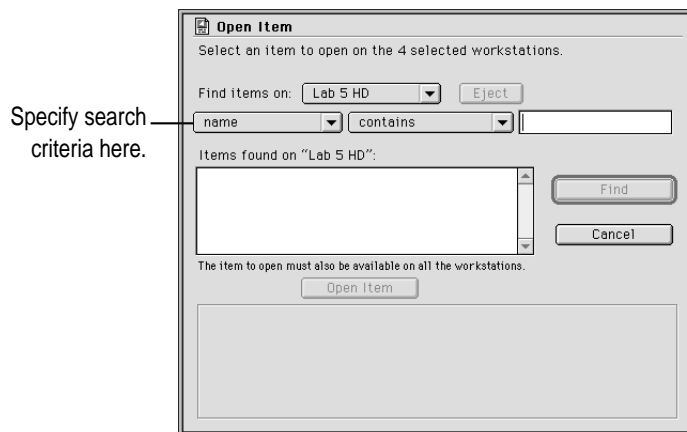 Open Item
Select an item to open on the 4 selected workstations.
Find items on: Lab 5 HD Eject
Specify search
criteria here.
name contains
Items found on “Lab 5 HD”:
Find
Cancel
The item to open must also be available on all the workstations.
Open Item